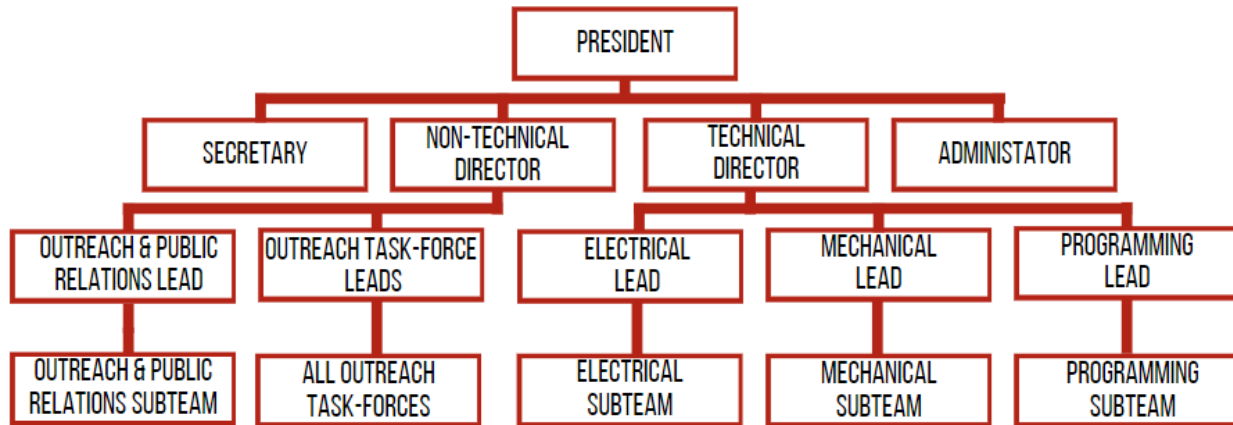 PRESIDENT
SECRETARY
NON-TECHNICAL
DIRECTOR
TECHNICAL
DIRECTOR
ADMINISTATOR
OUTREACH & PUBLIC
RELATIONS LEAD
OUTREACH TASK-FORCE
LEADS
ELECTRICAL
LEAD
MECHANICAL
LEAD
PROGRAMMING
LEAD
OUTREACH & PUBLIC
RELATIONS SUBTEAM
ALL OUTREACH
TASK-FORCES
ELECTRICAL
SUBTEAM
MECHANICAL
SUBTEAM
PROGRAMMING
SUBTEAM